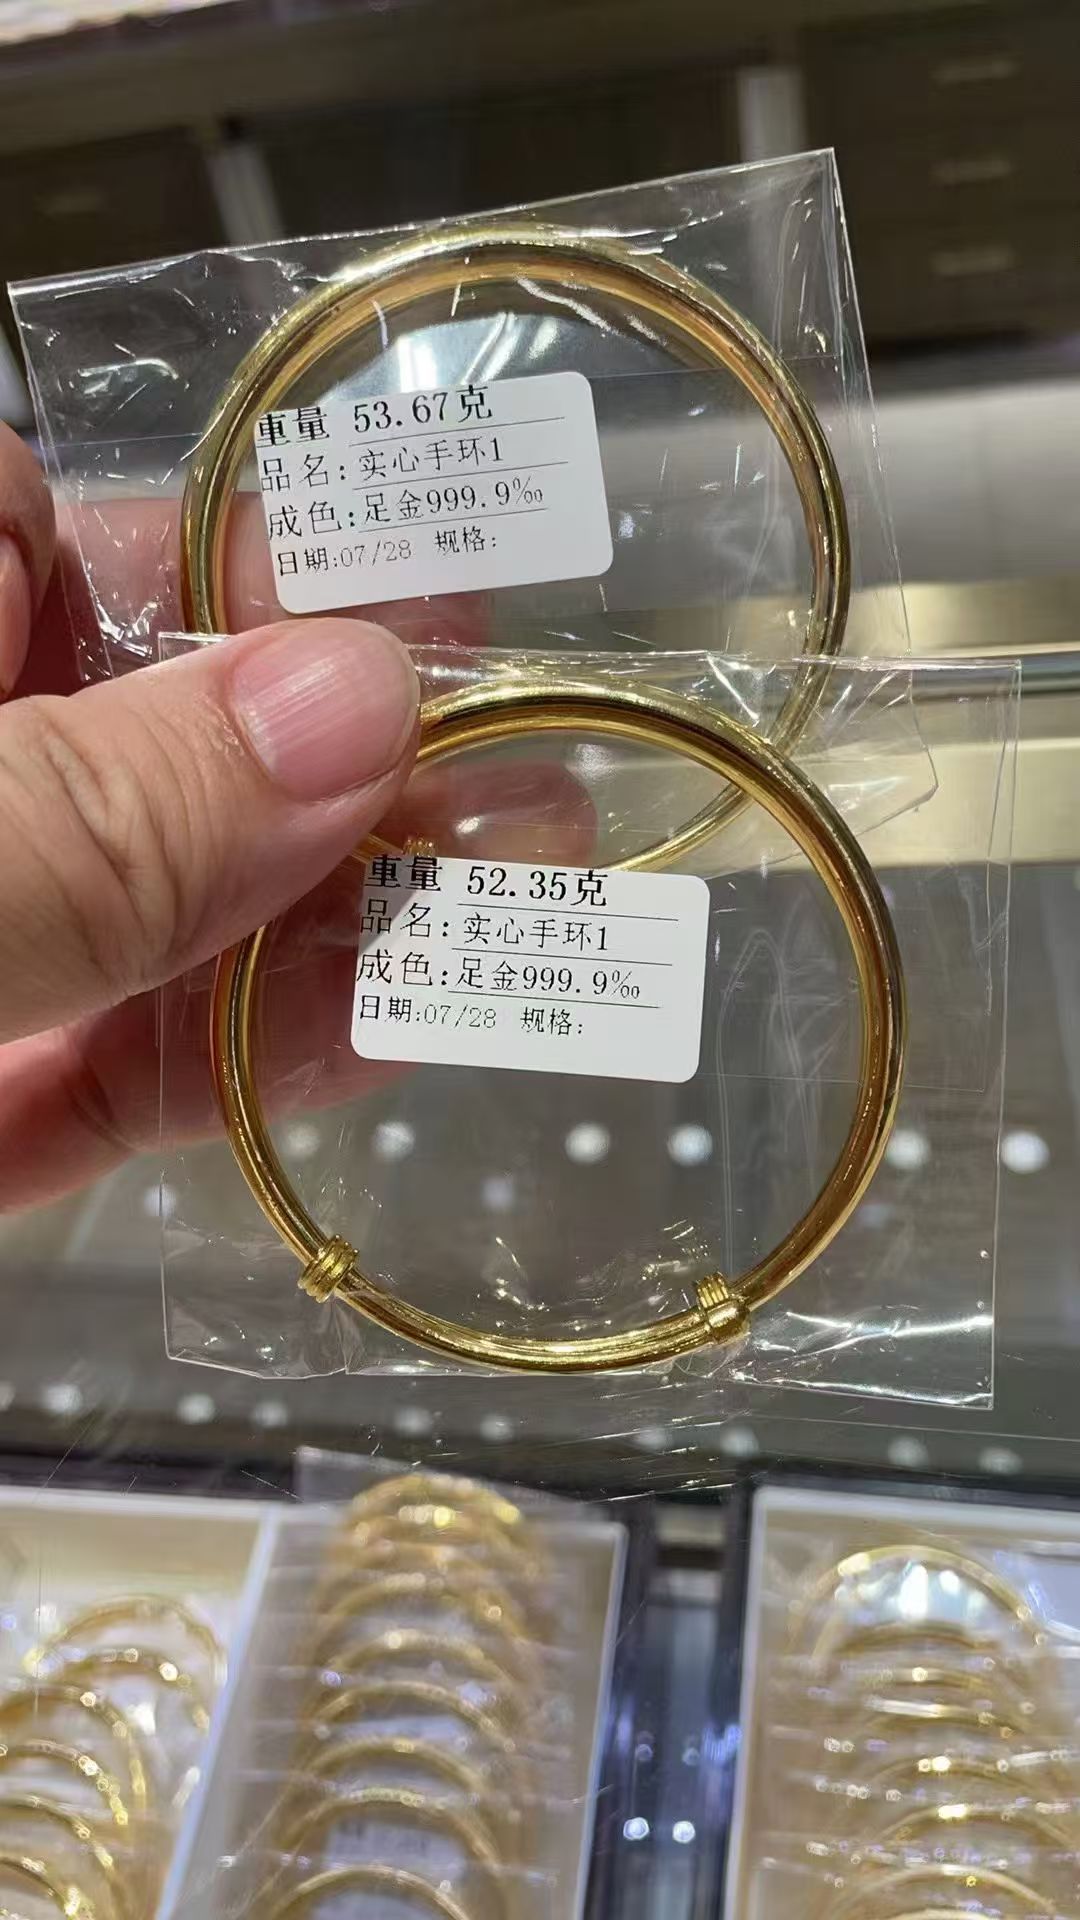 重量 53.67克
品名:实心手环1
成色:足金999.9‰
日期:07/28 规格:
重量 52.35克
品名:实心手环1
成色:足金999.9‰
日期:07/28 规格: